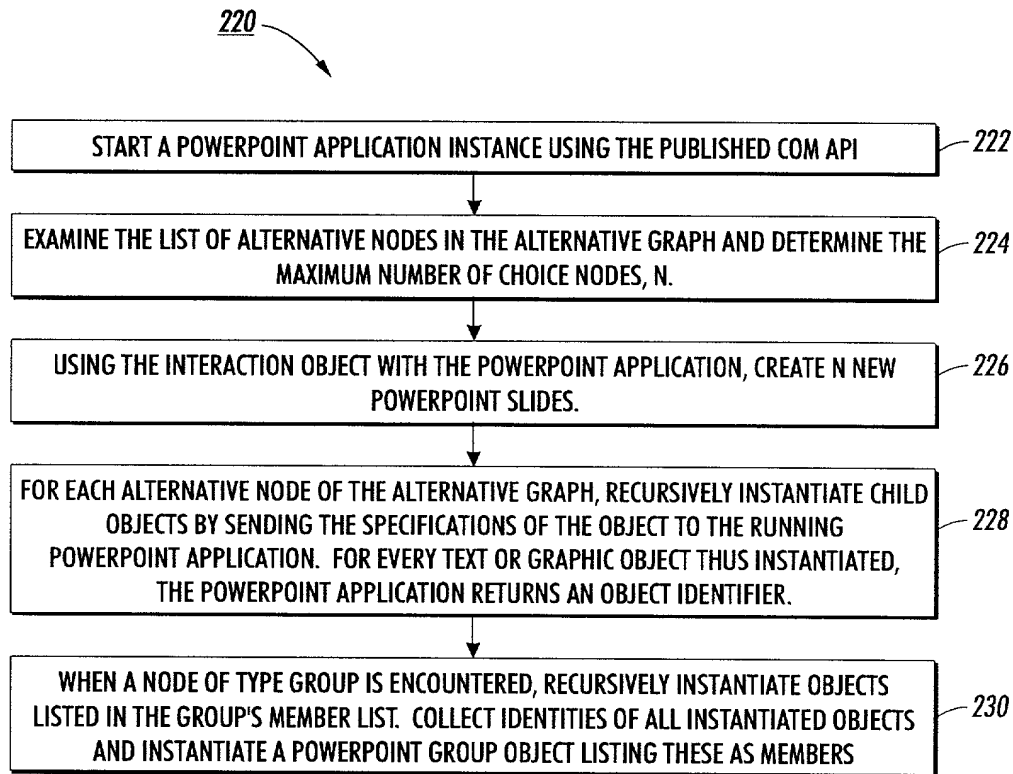 220
START A POWERPOINT APPLICATION INSTANCE USING THE PUBLISHED COM API
222
EXAMINE THE LIST OF ALTERNATIVE NODES IN THE ALTERNATIVE GRAPH AND DETERMINE THE
MAXIMUM NUMBER OF CHOICE NODES, N.
224
USING THE INTERACTION OBJECT WITH THE POWERPOINT APPLICATION, CREATE N NEW
POWERPOINT SLIDES.
226
FOR EACH ALTERNATIVE NODE OF THE ALTERNATIVE GRAPH, RECURSIVELY INSTANTIATE CHILD
OBJECTS BY SENDING THE SPECIFICATIONS OF THE OBJECT TO THE RUNNING
POWERPOINT APPLICATION. FOR EVERY TEXT OR GRAPHIC OBJECT THUS INSTANTIATED,
THE POWERPOINT APPLICATION RETURNS AN OBJECT IDENTIFIER.
228
WHEN A NODE OF TYPE GROUP IS ENCOUNTERED, RECURSIVELY INSTANTIATE OBJECTS
LISTED IN THE GROUP'S MEMBER LIST. COLLECT IDENTITIES OF ALL INSTANTIATED OBJECTS
AND INSTANTIATE A POWERPOINT GROUP OBJECT LISTING THESE AS MEMBERS
230